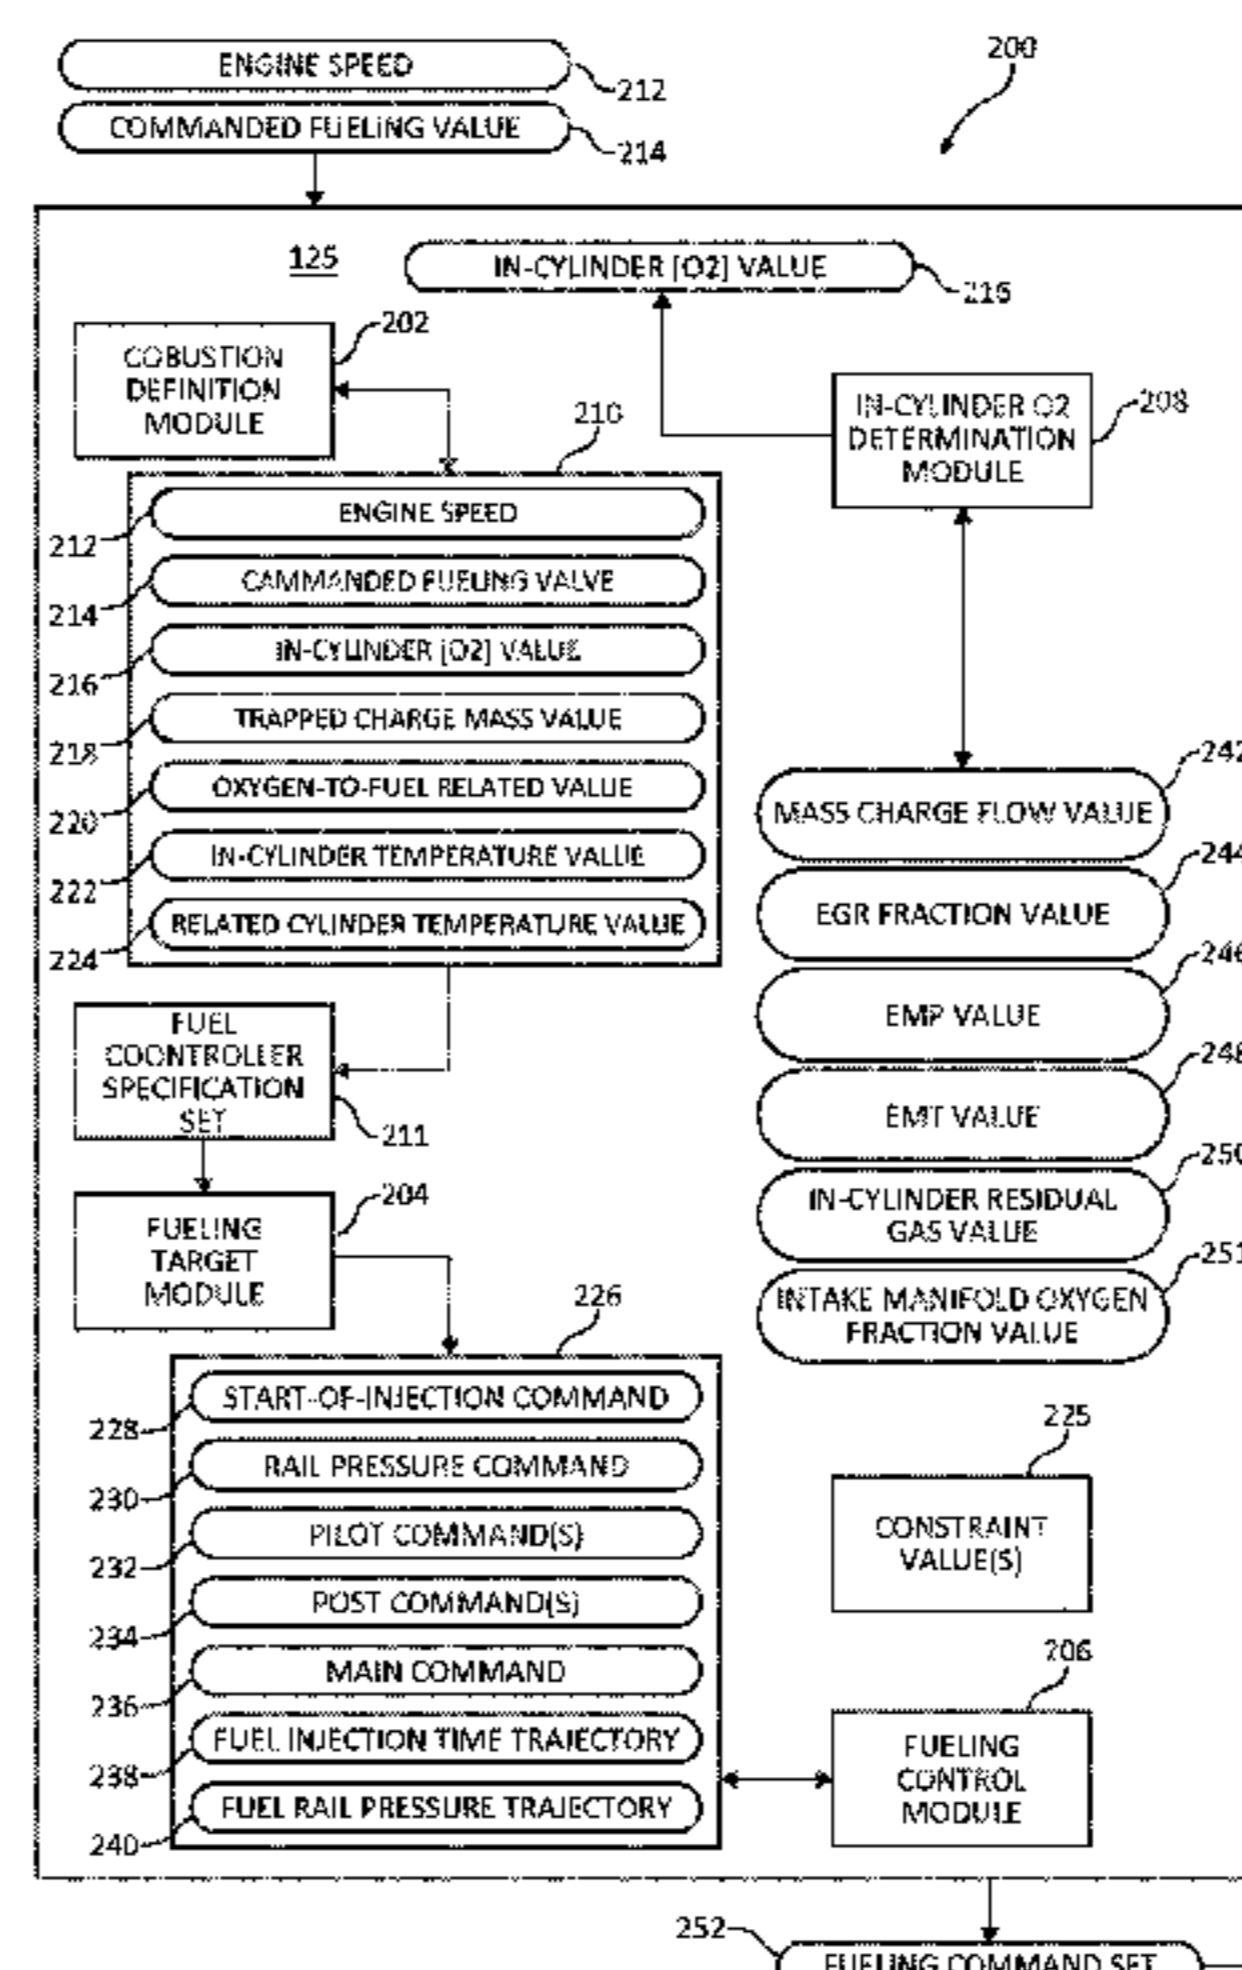 200
ENGINE SPEED
212
COMMANDED FUELING VALUE
214
125
IN-CYLINDER [O2] VALUE
216
202
COBUSTION
DEFINITION
MODULE
210
IN-CYLINDER O2
DETERMINATION
MODULE
208
ENGINE SPEED
212
CAMMANDED FUELING VALVE
214
IN-CYLINDER [O2] VALUE
216
TRAPPED CHARGE MASS VALUE
218
OXYGEN-TO-FUEL RELATED VALUE
220
IN-CYLINDER TEMPERATURE VALUE
222
RELATED CYLINDER TEMPERATURE VALUE
224
242
MASS CHARGE FLOW VALUE
244
EGR FRACTION VALUE
246
EMP VALUE
248
EMT VALUE
250
IN-CYLINDER RESIDUAL
GAS VALUE
251
INTAKE MANIFOLD OXYGEN
FRACTION VALUE
FUEL
COONTROLLER
SPECIFICATION
SET
211
204
FUELING
TARGET
MODULE
226
START-OF-INJECTION COMMAND
228
RAIL PRESSURE COMMAND
230
PILOT COMMAND(S)
232
POST COMMAND(S)
234
MAIN COMMAND
236
FUEL INJECTION TIME TRAJECTORY
238
FUEL RAIL PRESSURE TRAJECTORY
240
225
CONSTRAINT
VALUE(S)
206
FUELING
CONTROL
MODULE
252
FUELING COMMAND SET